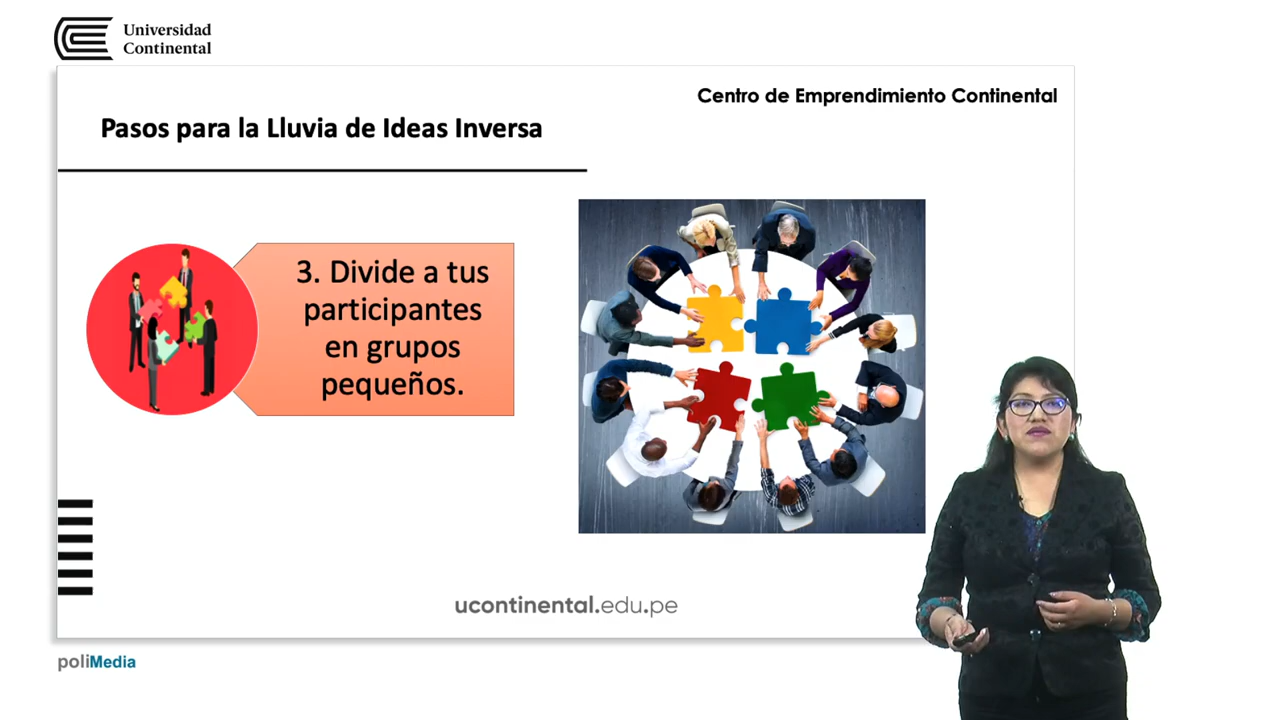 Universidad
Continental
Centro de Emprendimiento Continental
Pasos para la Lluvia de Ideas Inversa
3. Divide a tus
participantes
en grupos
pequeños.
ucontinental.edu.pe
poliMedia